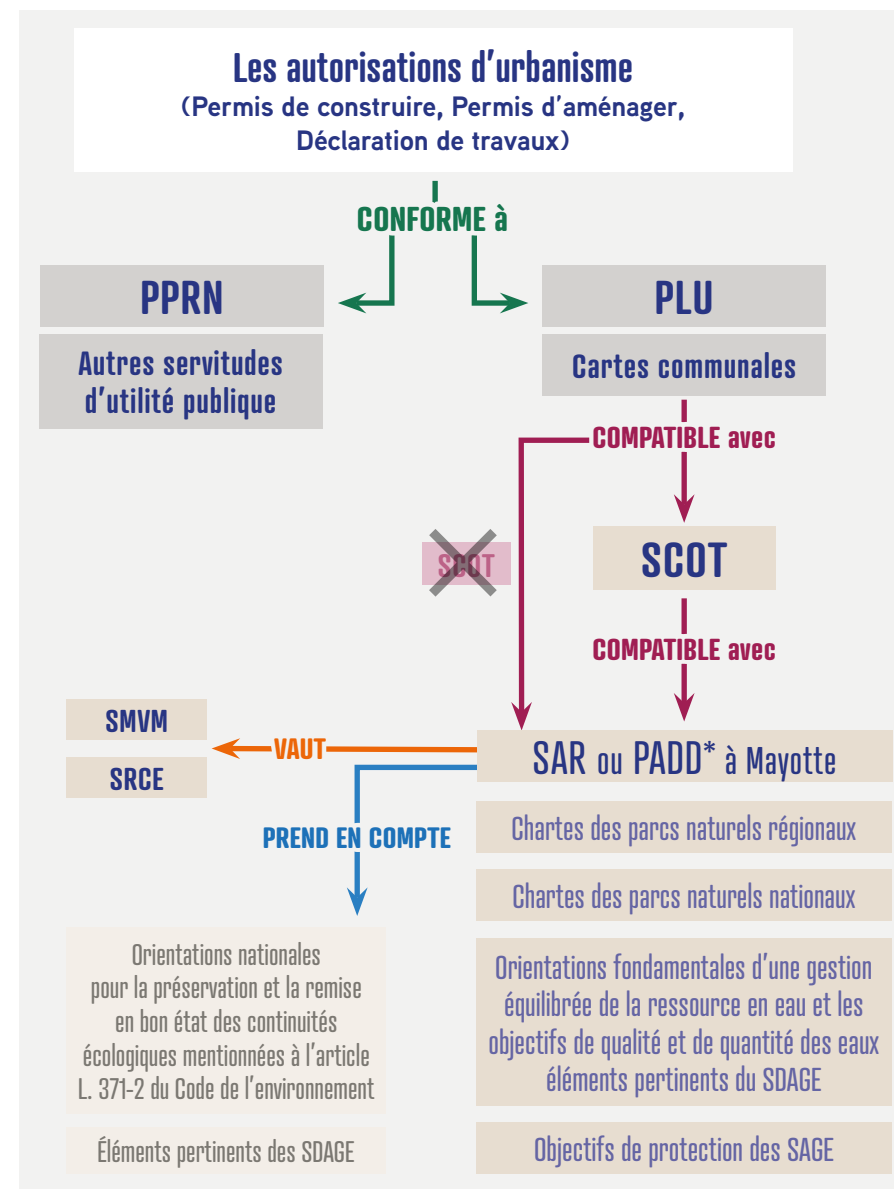 Les autorisations d'urbanisme
(Permis de construire, Permis d'aménager,
Déclaration de travaux)
CONFORME à
PPRN
Autres servitudes
d'utilité publique
PLU
Cartes communales
COMPATIBLE avec
SCOT
SCOT
COMPATIBLE avec
SMVM
SRCE
VAUT
SAR ou PADD* à Mayotte
PREND EN COMPTE
Chartes des parcs naturels régionaux
Chartes des parcs naturels nationaux
Orientations nationales
pour la préservation et la remise
en bon état des continuités
écologiques mentionnées à l'article
L. 371-2 du Code de l'environnement
Orientations fondamentales d'une gestion
équilibrée de la ressource en eau et les
objectifs de qualité et de quantité des eaux
éléments pertinents du SDAGE
Éléments pertinents des SDAGE
Objectifs de protection des SAGE